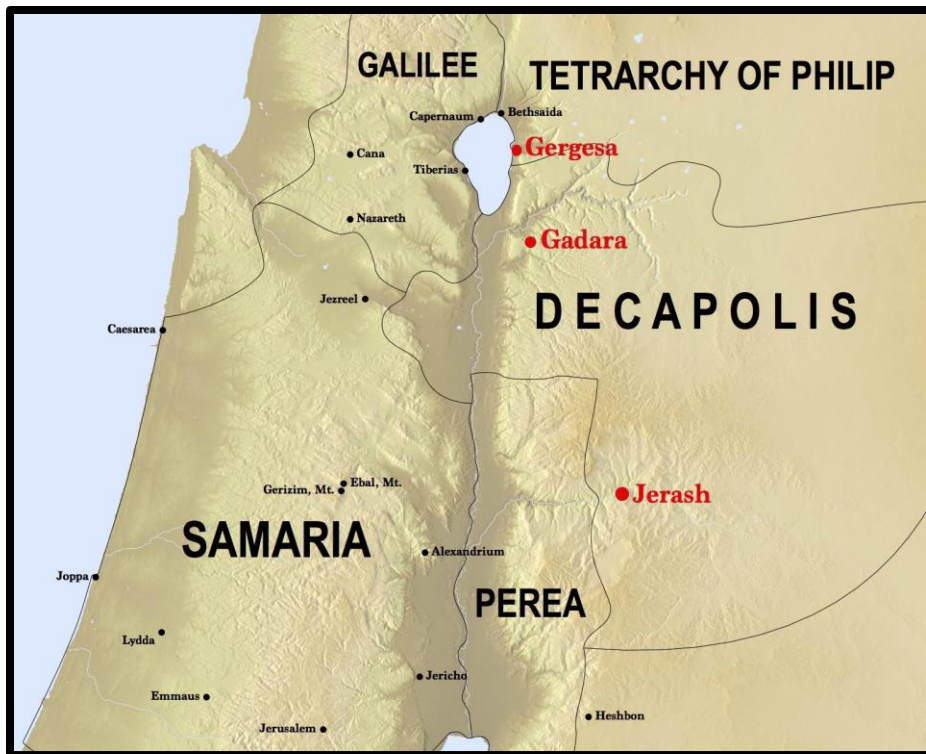 GALILEE
TETRARCHY OF PHILIP
Capernaum
Bethsaida
Gergesa
Cana
Tiberias
Nazareth
Gadara
Jezreel
DECAPOLIS
Caesarea
Ebal, Mt.
Gerizim, Mt.
Jerash
SAMARIA
Alexandrium
Joppa
PEREA
Lydda
Jericho
Emmaus
Heshbon
Jerusalem